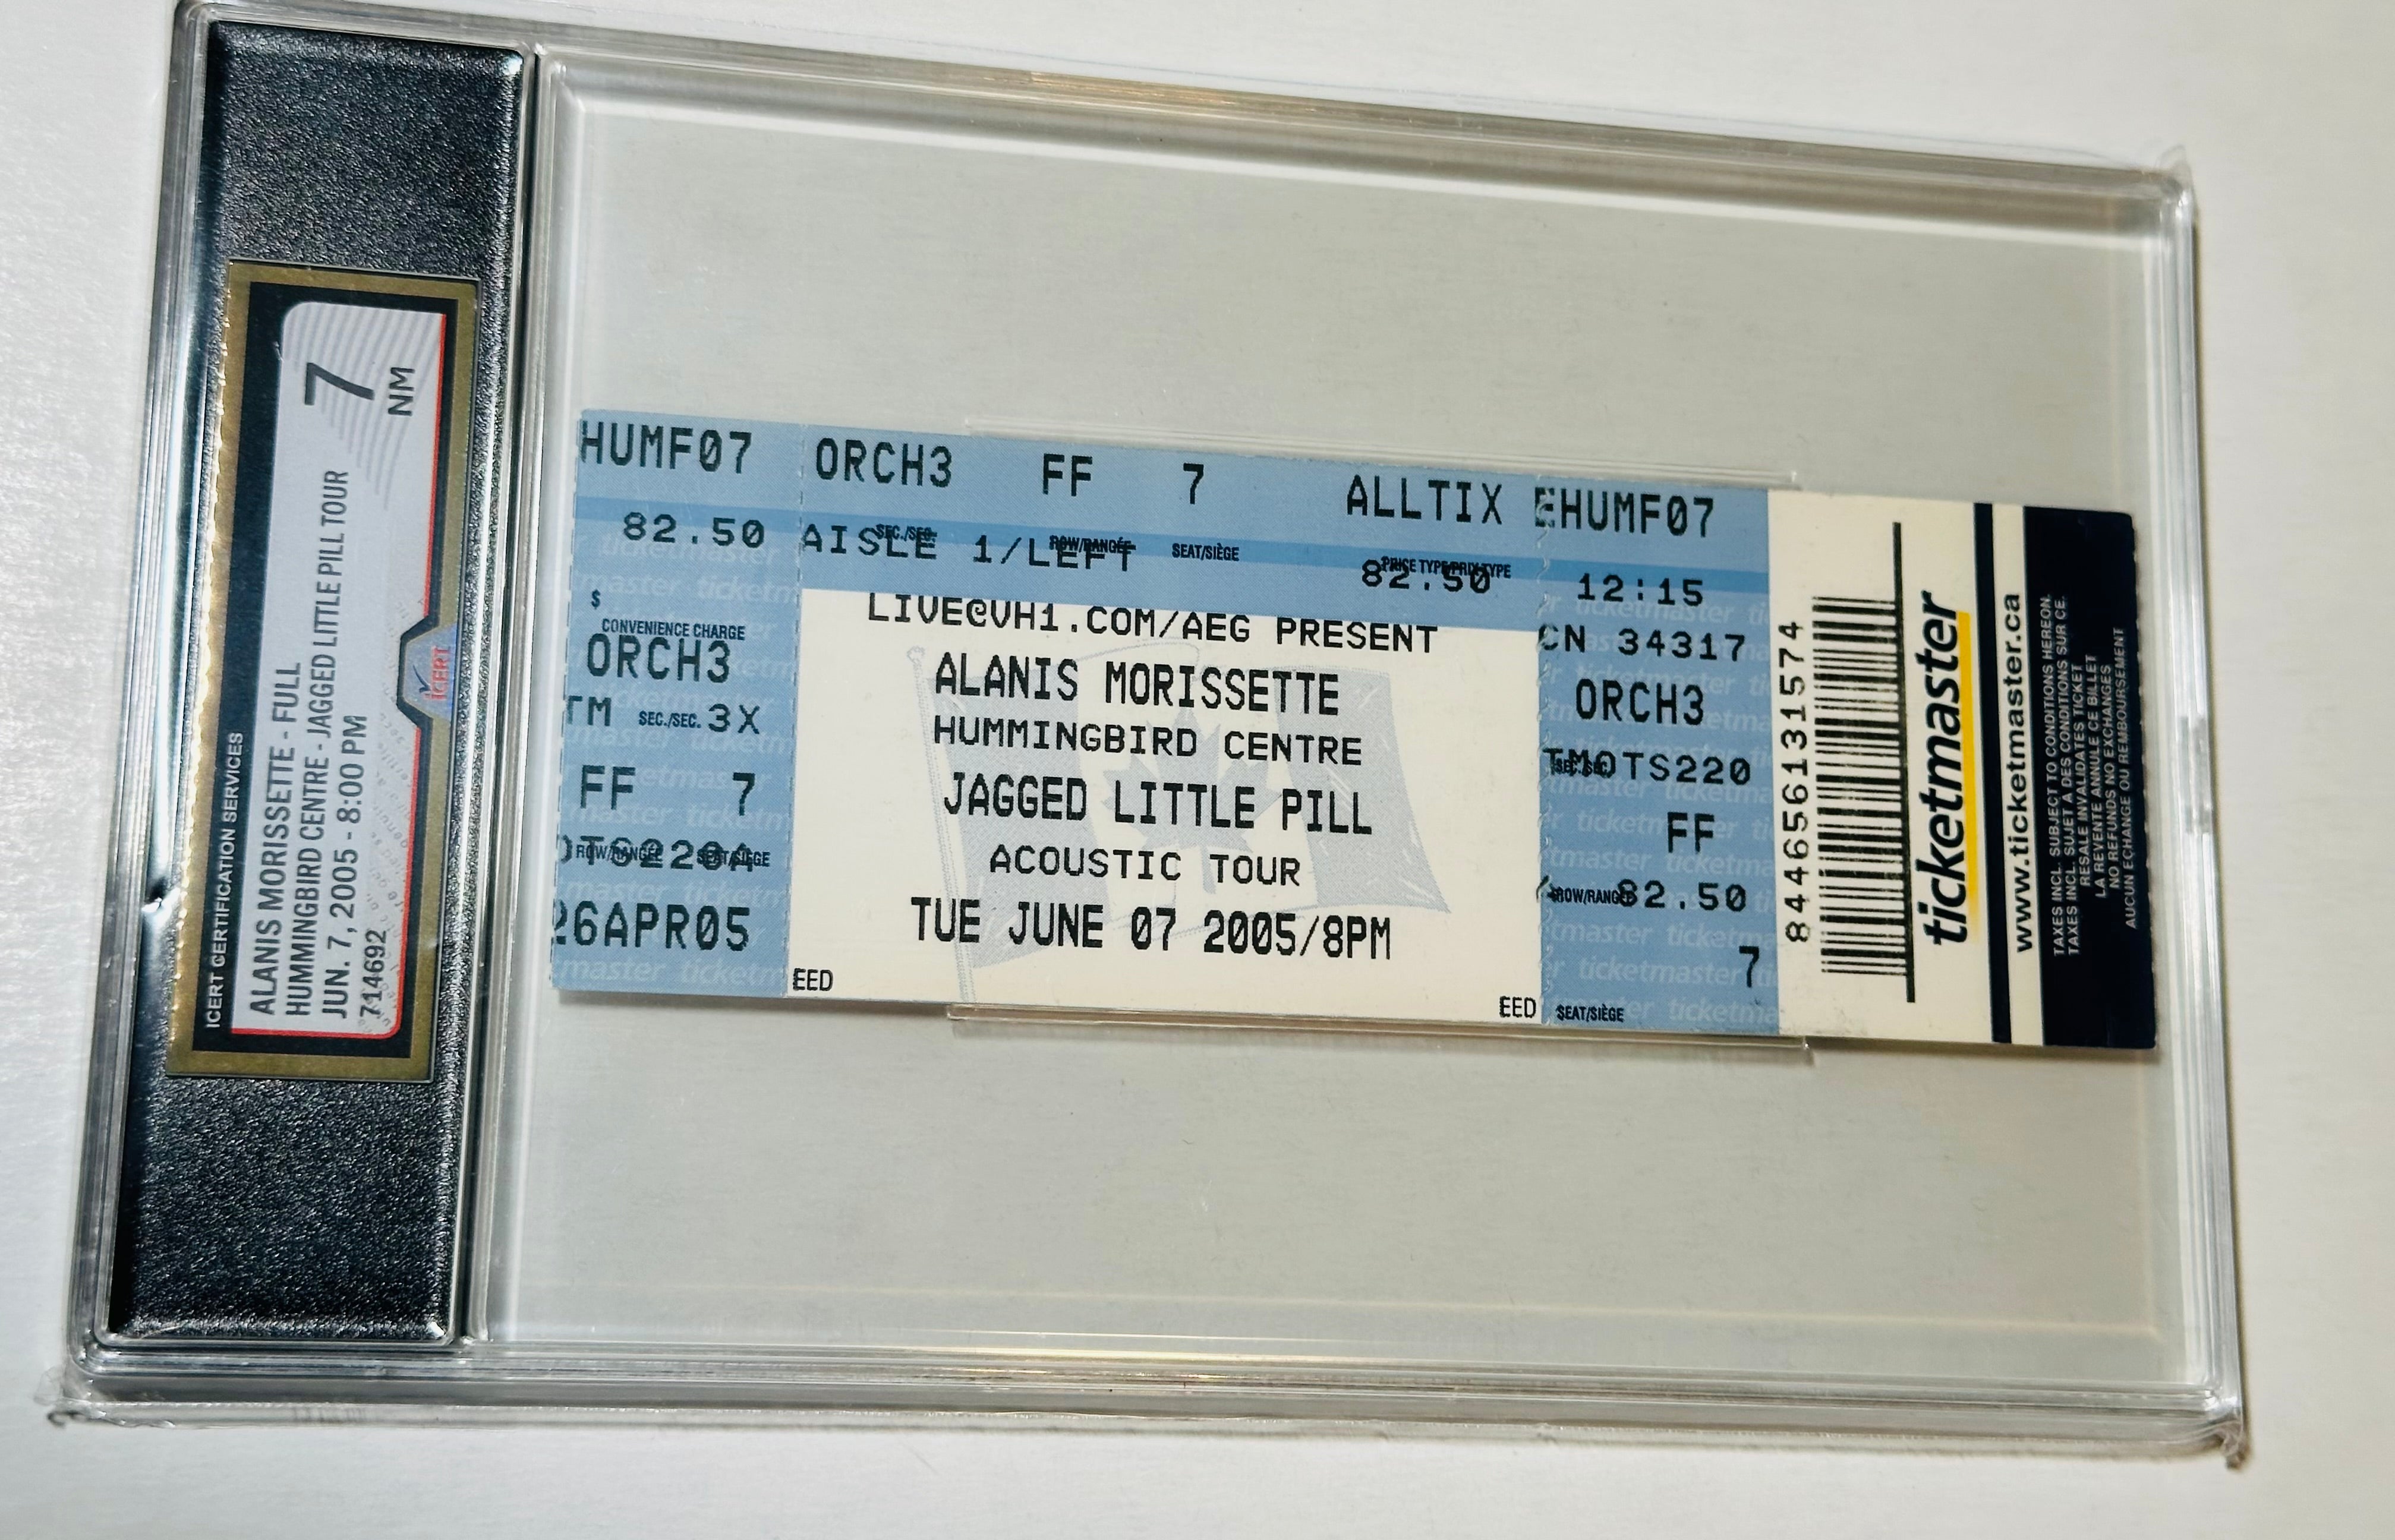 ICERT CERTIFICATION SERVICES
ALANIS MORISSETTE - FULL
HUMMINGBIRD CENTRE - JAGGED LITTLE PILL TOUR
JUN. 7, 2005 - 8:00 PM
7714692
7
NM
ICERT
HUMF07
82.50
$
CONVENIENCE CHARGE
ORCH3
TM SEC./SEC. 3X
FF 7
ROW/RANGÉE SEAT/SIÈGE
26APR05
ORCH3 FF 7 ALLTIX
SEC./SEC. ROW/RANGÉE SEAT/SIÈGE PRICE TYPE/PRIX TYPE
AISLE 1/LEFT 82.50
LIVE@VH1.COM/AEG PRESENT
ALANIS MORISSETTE
HUMMINGBIRD CENTRE
JAGGED LITTLE PILL
ACOUSTIC TOUR
TUE JUNE 07 2005/8PM
EED
EED
EHUMF07
12:15
CN 34317
ORCH3
TMOTS220
FF
ROW/RANGÉE 82.50
7
SEAT/SIÈGE
844656131574
ticketmaster
www.ticketmaster.ca
TAXES INCL. SUBJECT TO CONDITIONS HEREON.
TAXES INCL. SUJET A DES CONDITIONS SUR CE.
RESALE INVALIDATES TICKET
LA REVENTE ANNULE CE BILLET
NO REFUNDS NO EXCHANGES
AUCUN ECHANGE OU REMBOURSEMENT